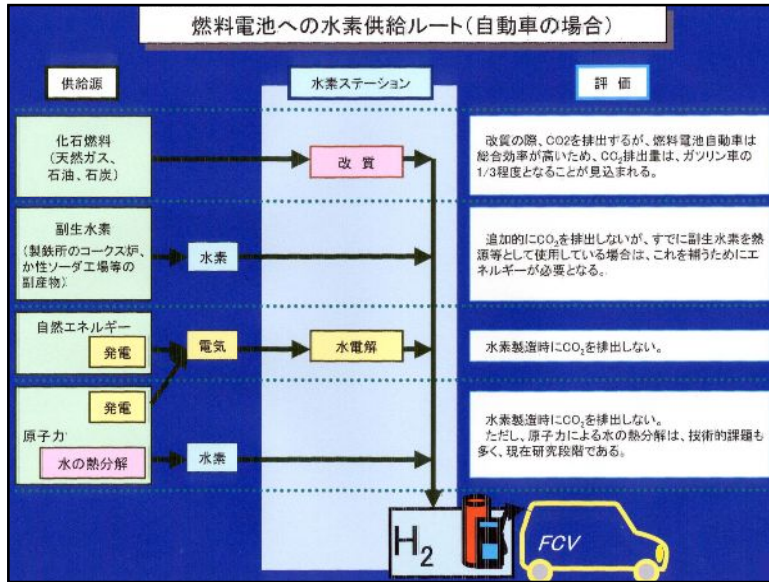 燃料電池への水素供給ルート(自動車の場合)
供給源
水素ステーション
評 価
化石燃料
(天然ガス、
石油、石炭)
改 質
改質の際、CO2を排出するが、燃料電池自動車は
総合効率が高いため、CO₂排出量は、ガソリン車の
1/3程度となることが見込まれる。
副生水素
(製鉄所のコークス炉、
か性ソーダ工場等の
副産物)
水素
追加的にCO₂を排出しないが、すでに副生水素を熱
源等として使用している場合は、これを補うためにエ
ネルギーが必要となる。
自然エネルギー
発電
電気
水電解
水素製造時にCO₂を排出しない。
発電
原子力
水の熱分解
水素
水素製造時にCO₂を排出しない。
ただし、原子力による水の熱分解は、技術的課題も
多く、現在研究段階である。
H₂
FCV